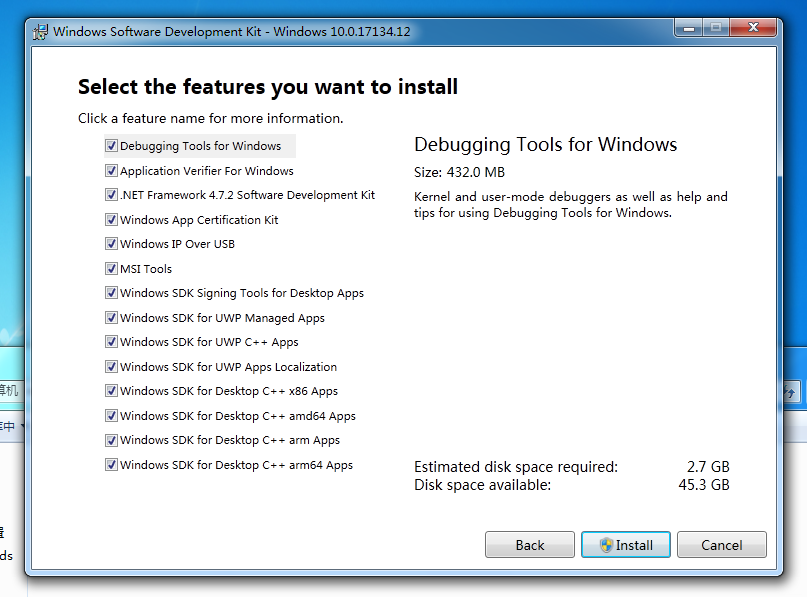 Windows Software Development Kit - Windows 10.0.17134.12
Select the features you want to install
Click a feature name for more information.
Debugging Tools for Windows
Application Verifier For Windows
.NET Framework 4.7.2 Software Development Kit
Windows App Certification Kit
Windows IP Over USB
MSI Tools
Windows SDK Signing Tools for Desktop Apps
Windows SDK for UWP Managed Apps
Windows SDK for UWP C++ Apps
Windows SDK for UWP Apps Localization
Windows SDK for Desktop C++ x86 Apps
Windows SDK for Desktop C++ amd64 Apps
Windows SDK for Desktop C++ arm Apps
Windows SDK for Desktop C++ arm64 Apps
Debugging Tools for Windows
Size: 432.0 MB
Kernel and user-mode debuggers as well as help and
tips for using Debugging Tools for Windows.
Estimated disk space required: 2.7 GB
Disk space available: 45.3 GB
Back
Install
Cancel
算机
中
ds